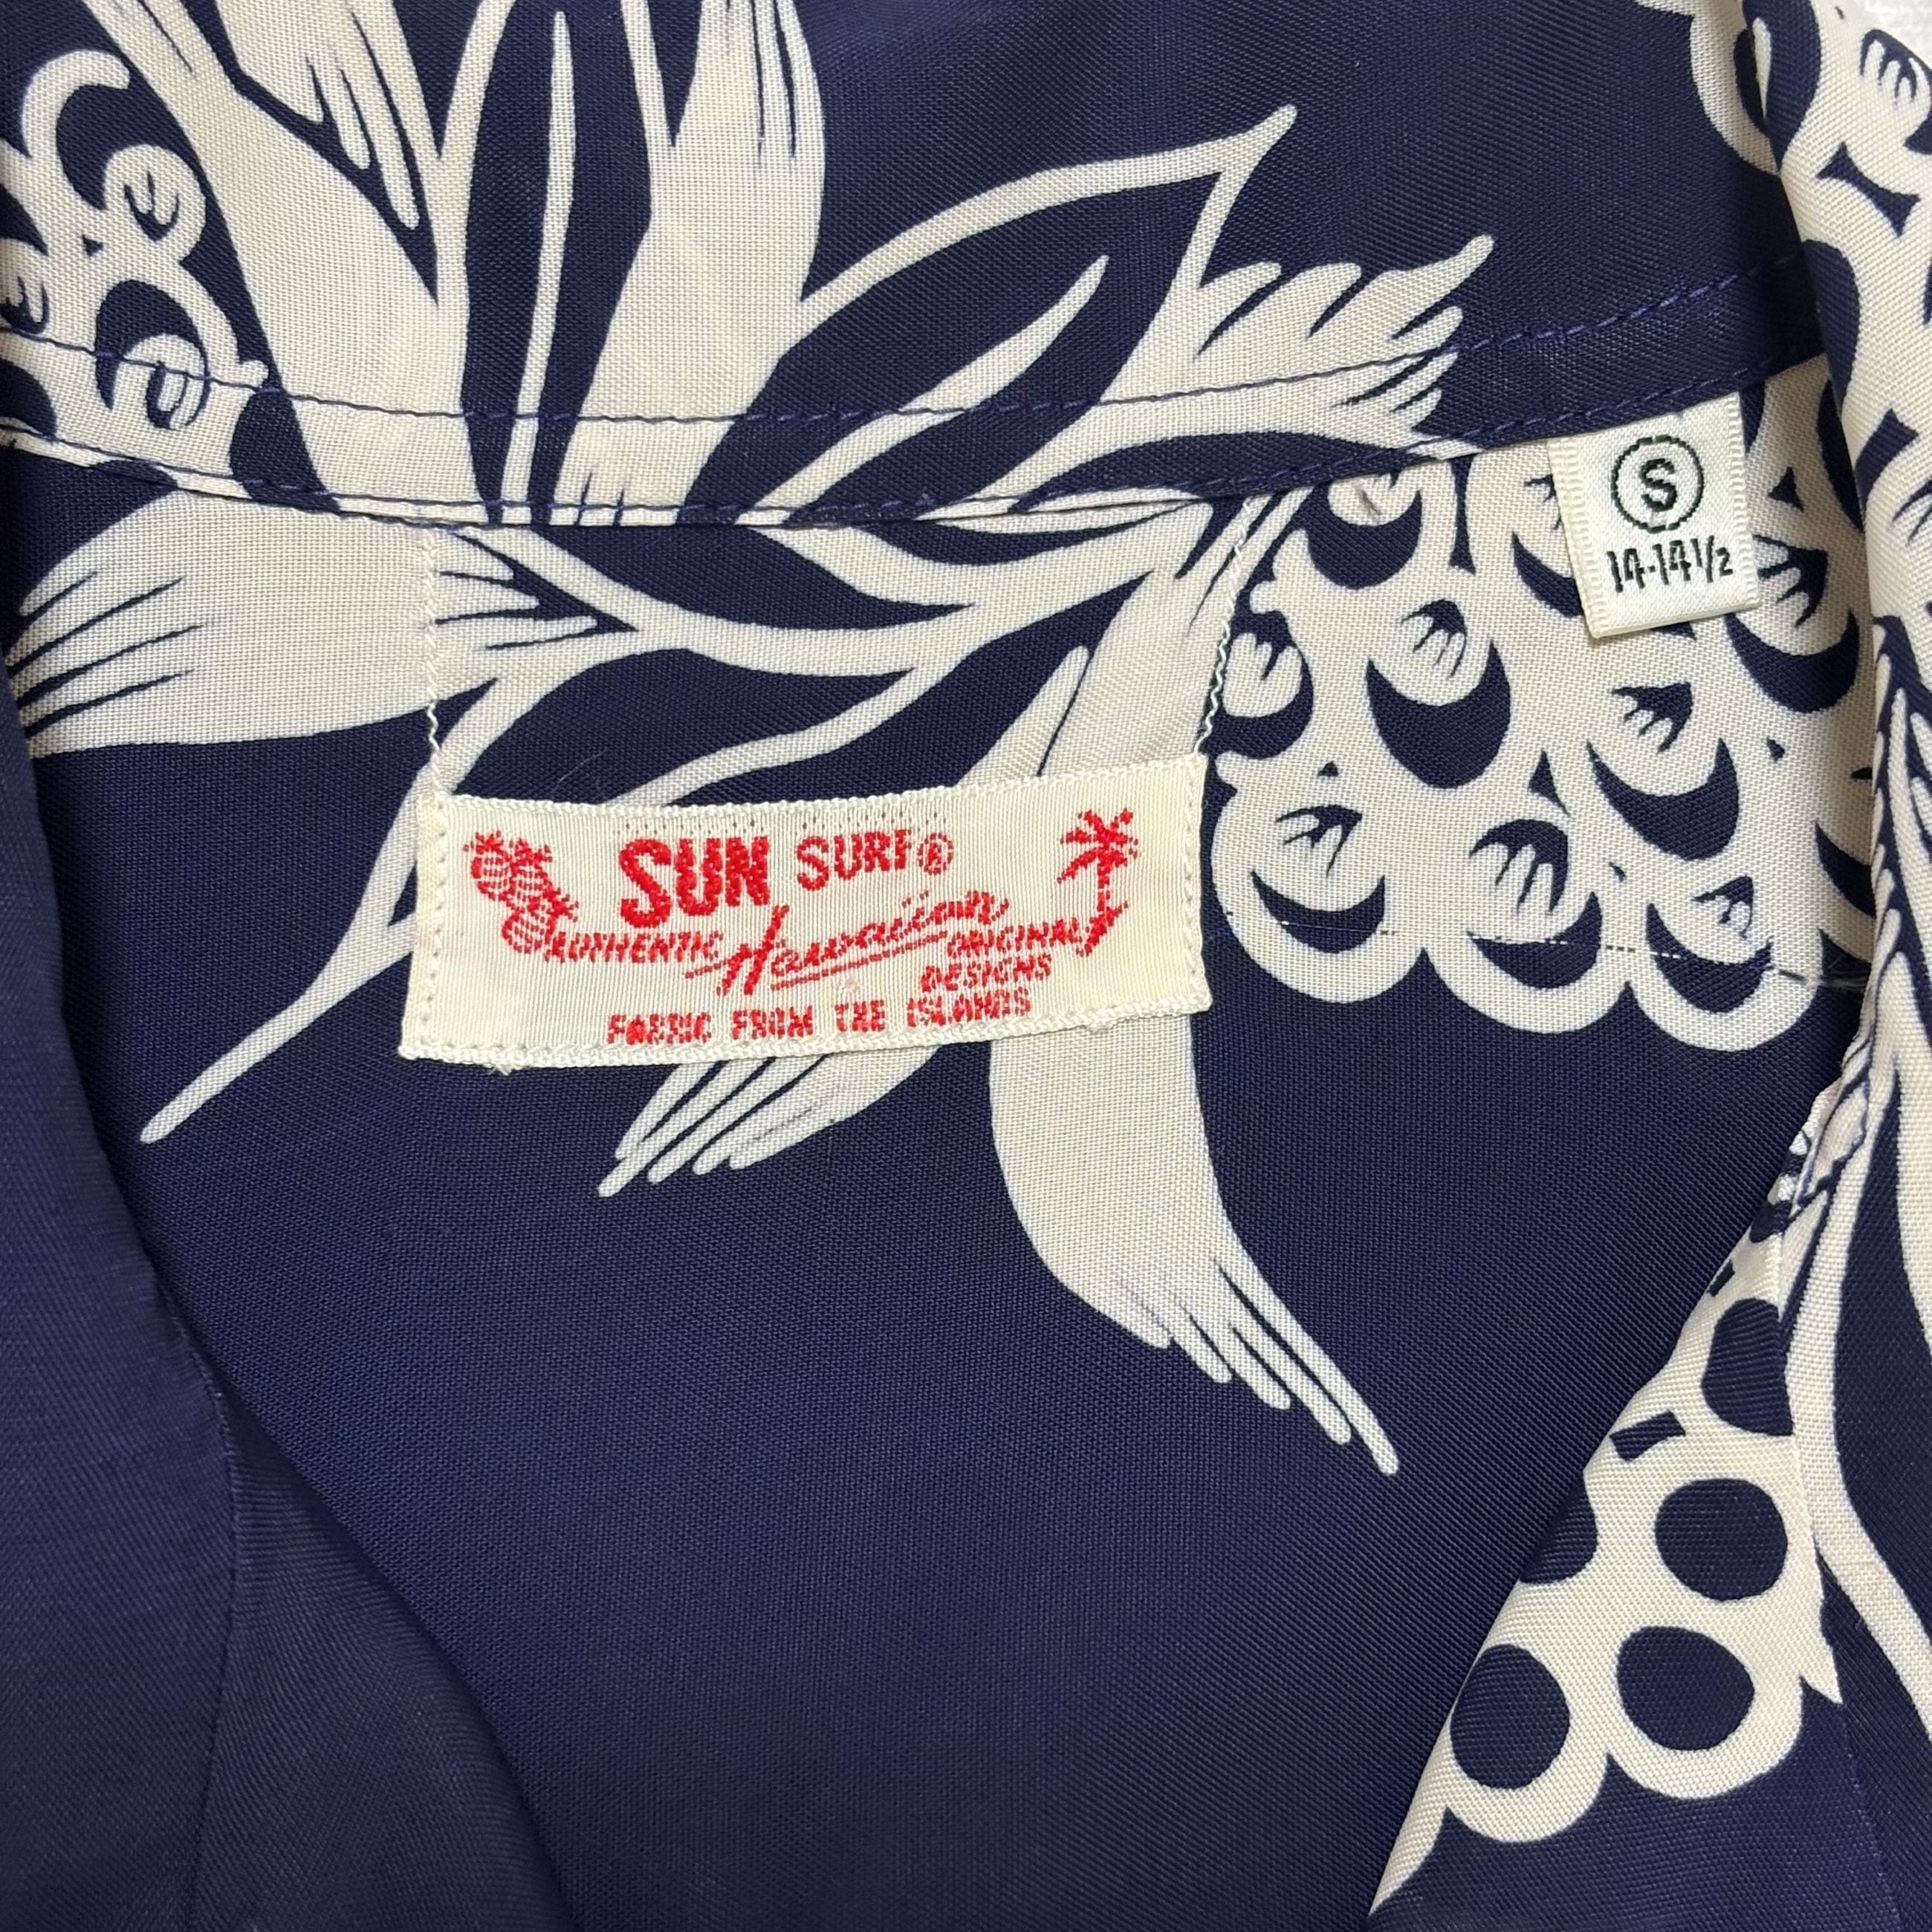 S
14-14½
SUN SURF®
AUTHENTIC Hawaiian ORIGINAL
DESIGNS
FABRIC FROM THE ISLANDS